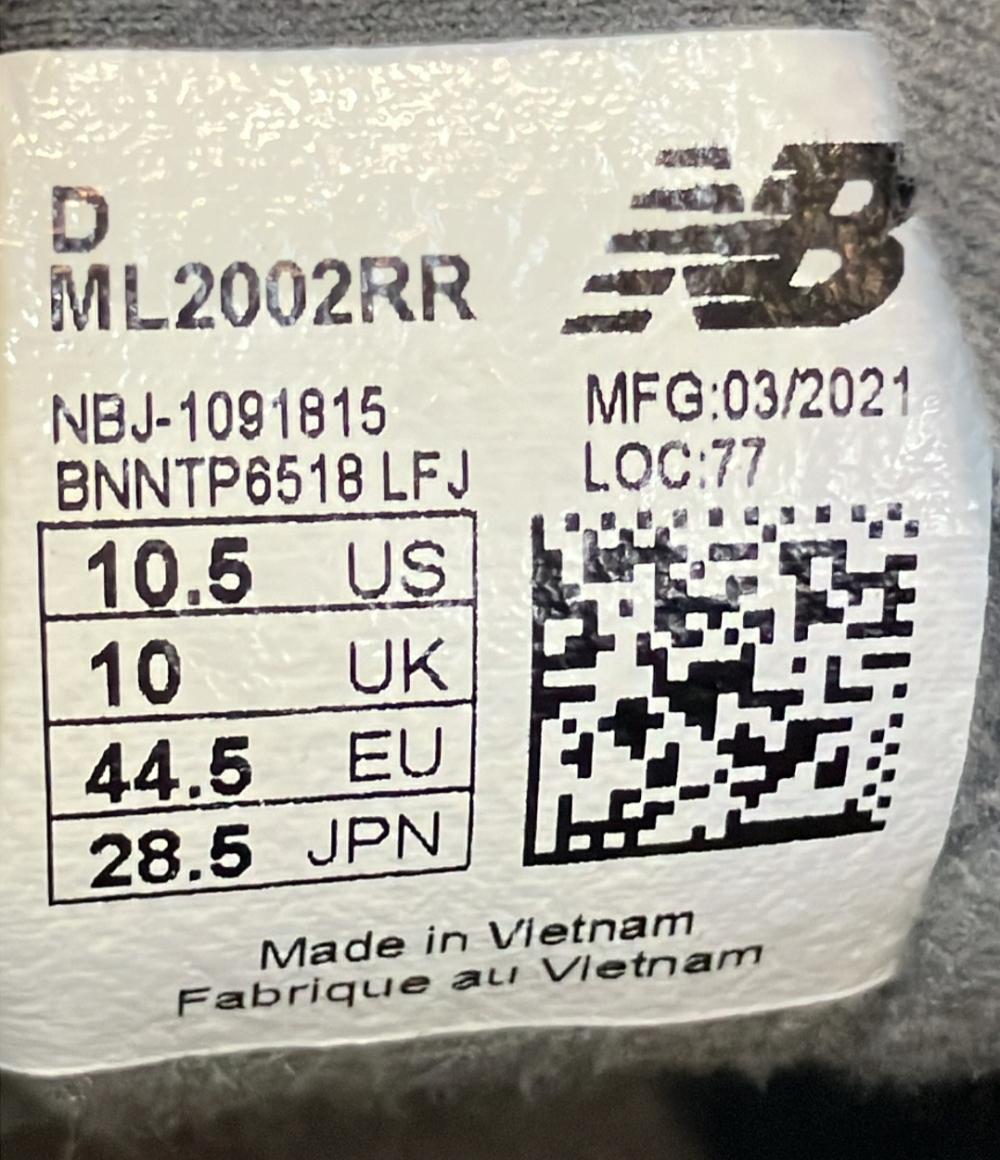 D
ML2002RR
NB
NBJ-1091815
BNNTP6518 LFJ
MFG:03/2021
LOC:77
10.5 US
10 UK
44.5 EU
28.5 JPN
Made in Vietnam
Fabrique au Vietnam